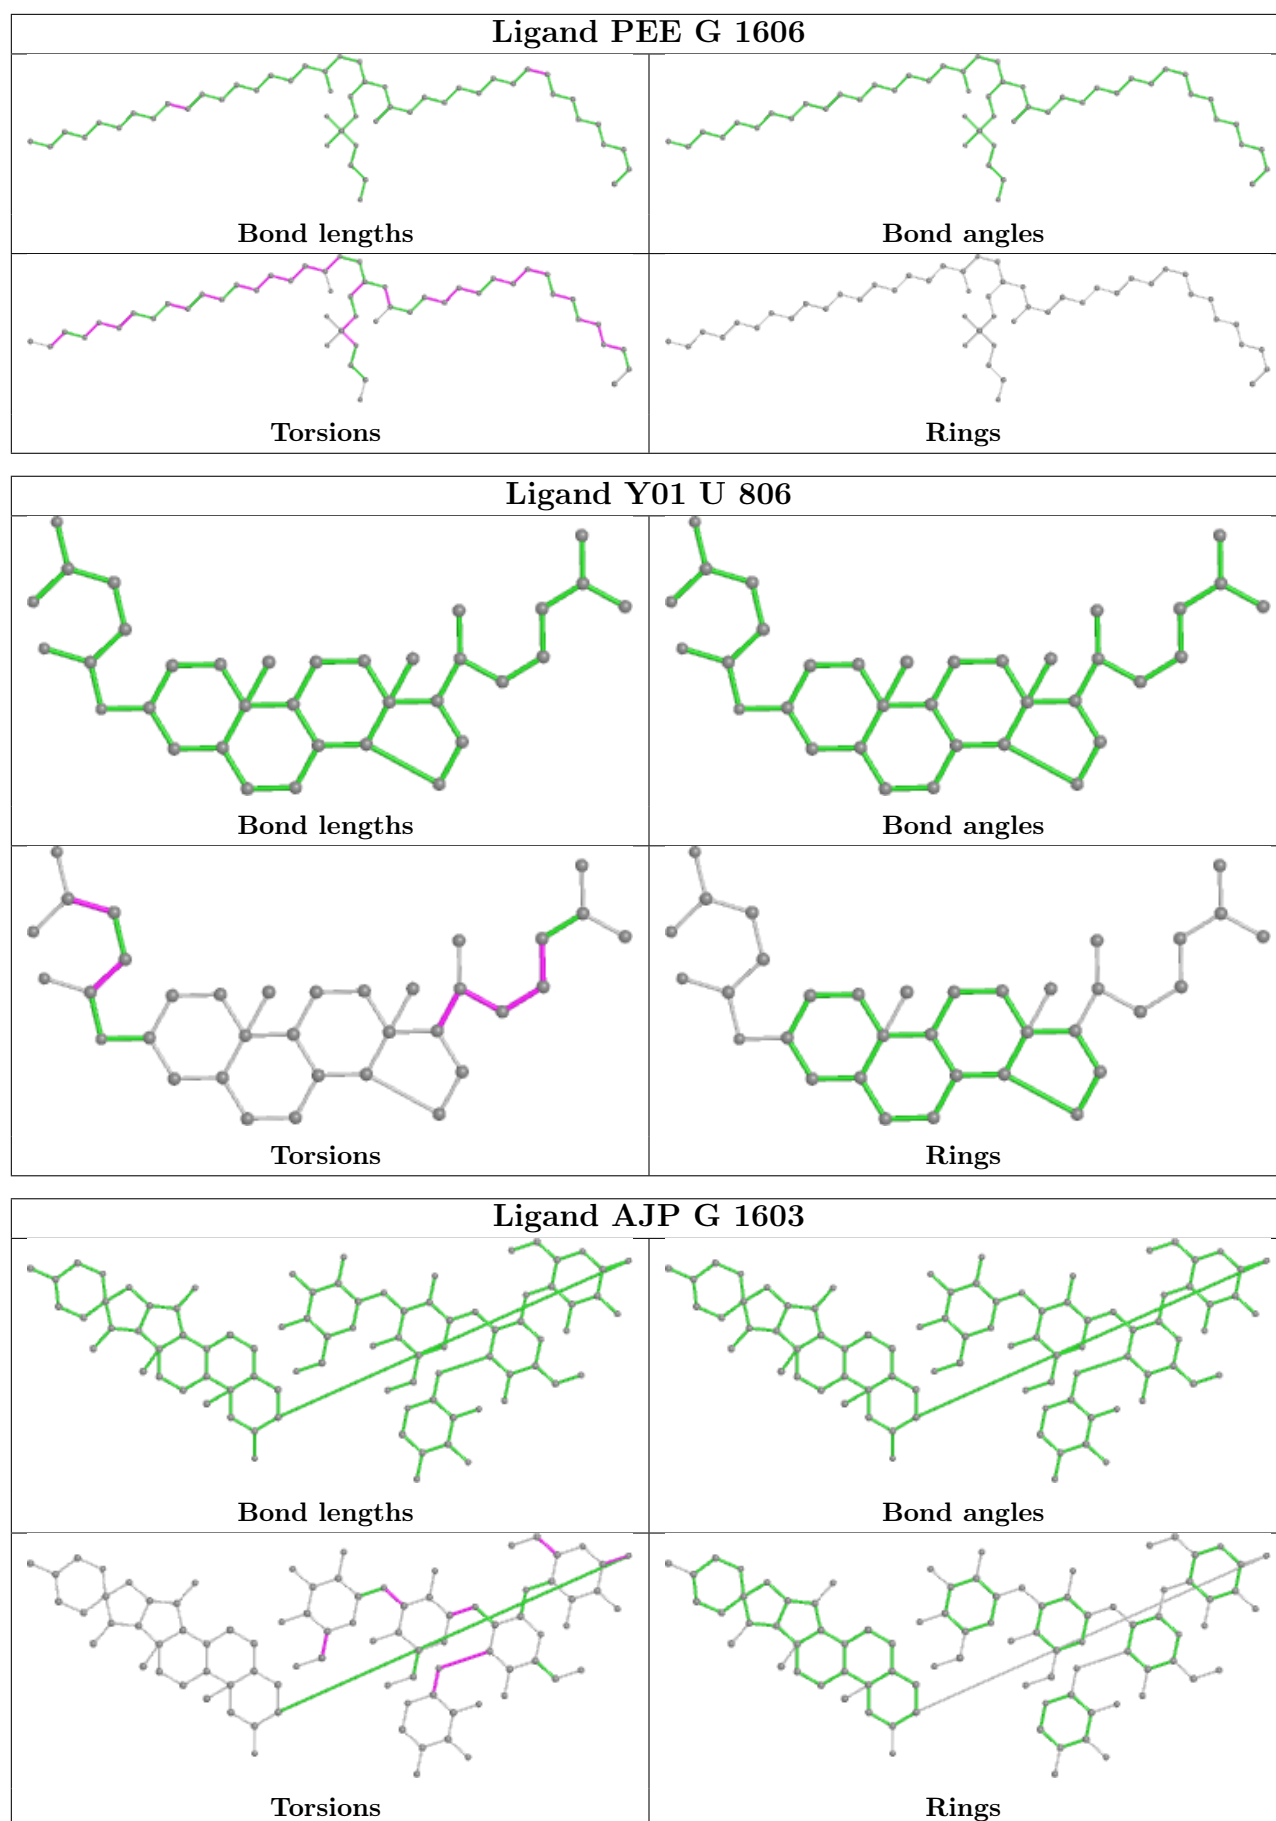 Ligand PEE G 1606
Bond lengths
Bond angles
Torsions
Rings
Ligand Y01 U 806
Bond lengths
Bond angles
Torsions
Rings
Ligand AJP G 1603
Bond lengths
Bond angles
Torsions
Rings